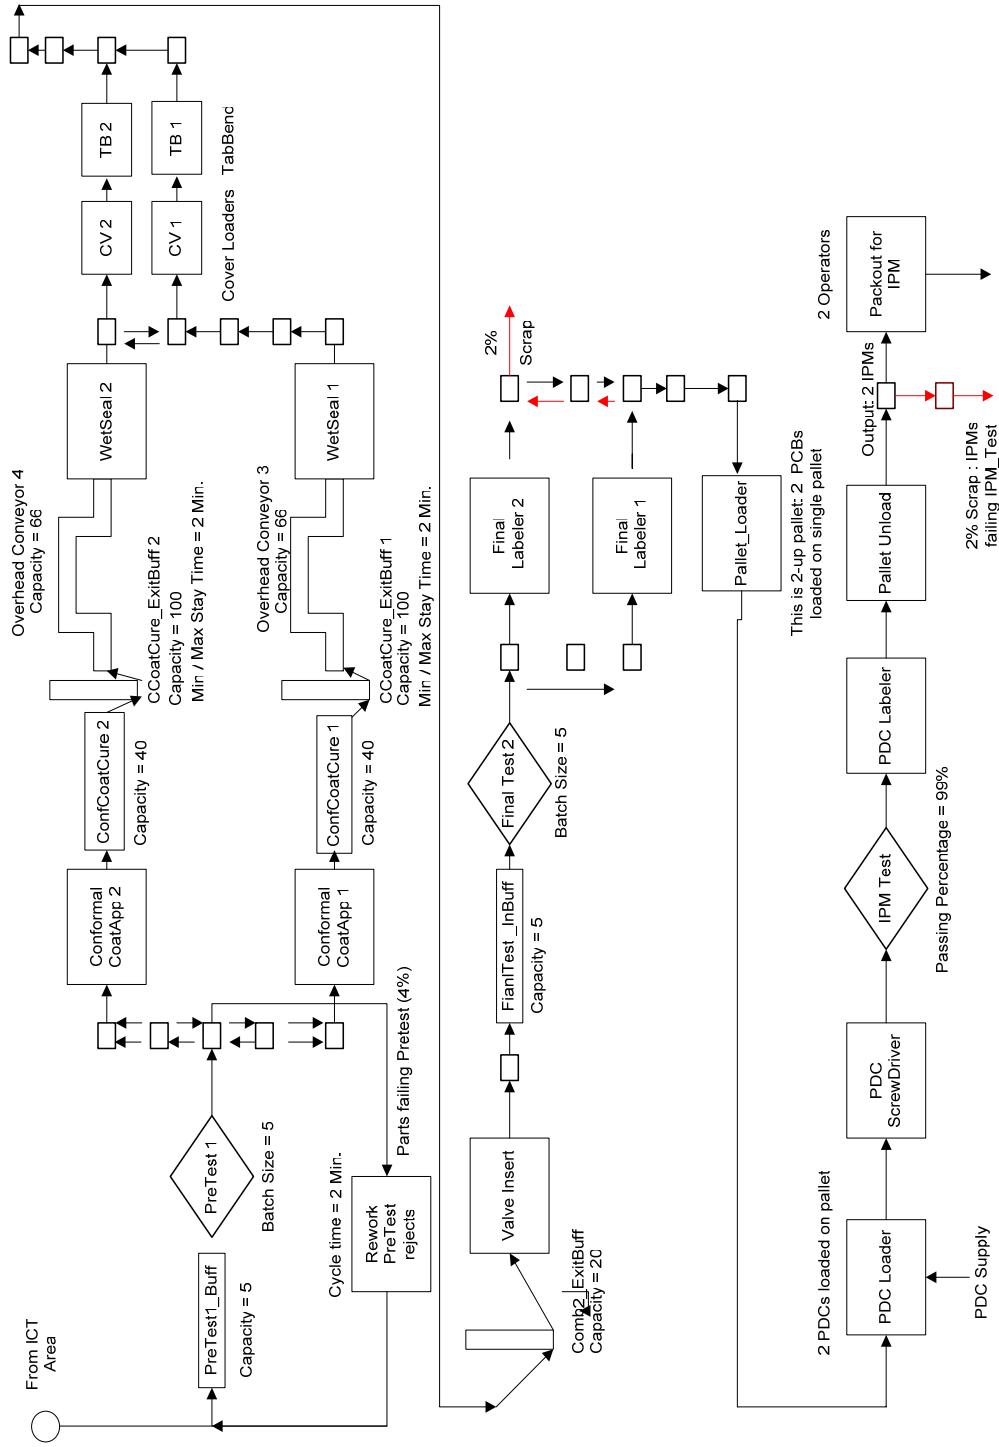 From ICT
Area
PreTest1_Buff
Capacity = 5
PreTest 1
Batch Size = 5
Cycle time = 2 Min.
Rework
PreTest
rejects
Parts failing Pretest (4%)
Conformal
CoatApp 2
ConfCoatCure 2
Capacity = 40
CCoatCure_ExitBuff 2
Capacity = 100
Min / Max Stay Time = 2 Min.
Overhead Conveyor 4
Capacity = 66
WetSeal 2
Conformal
CoatApp 1
ConfCoatCure 1
Capacity = 40
CCoatCure_ExitBuff 1
Capacity = 100
Min / Max Stay Time = 2 Min.
Overhead Conveyor 3
Capacity = 66
WetSeal 1
CV 2
TB 2
CV 1
TB 1
Cover Loaders
TabBend
Comb2_ExitBuff
Capacity = 20
Valve Insert
FianlTest _InBuff
Capacity = 5
Final Test 2
Batch Size = 5
Final
Labeler 2
Final
Labeler 1
2%
Scrap
Pallet_Loader
This is 2-up pallet: 2 PCBs
loaded on single pallet
2 PDCs loaded on pallet
PDC Loader
PDC Supply
PDC
ScrewDriver
IPM Test
Passing Percentage = 99%
PDC Labeler
Pallet Unload
Output: 2 IPMs
2% Scrap : IPMs
failing IPM_Test
2 Operators
Packout for
IPM